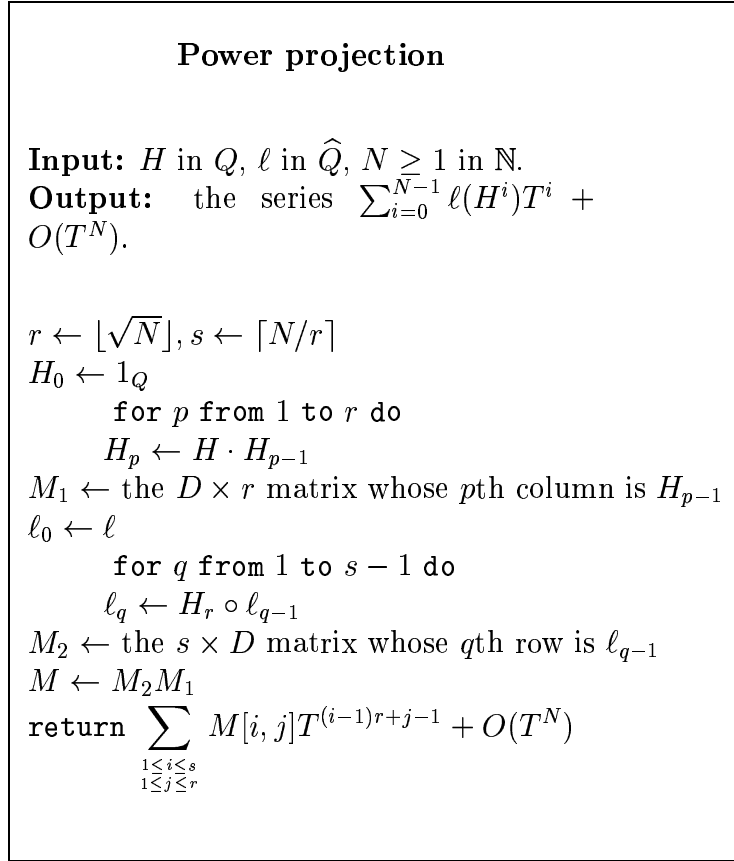 Power projection
Input: H in Q, ℓ in Q̂, N ≥ 1 in ℕ.
Output: the series ∑_{i=0}^{N−1} ℓ(H^i)T^i +
O(T^N).
r ← ⌊√N⌋, s ← ⌈N/r⌉
H_0 ← 1_Q
for p from 1 to r do
H_p ← H · H_{p−1}
M_1 ← the D × r matrix whose pth column is H_{p−1}
ℓ_0 ← ℓ
for q from 1 to s − 1 do
ℓ_q ← H_r ∘ ℓ_{q−1}
M_2 ← the s × D matrix whose qth row is ℓ_{q−1}
M ← M_2M_1
return ∑ M[i, j]T^{(i−1)r+j−1} + O(T^N)
1≤i≤s
1≤j≤r